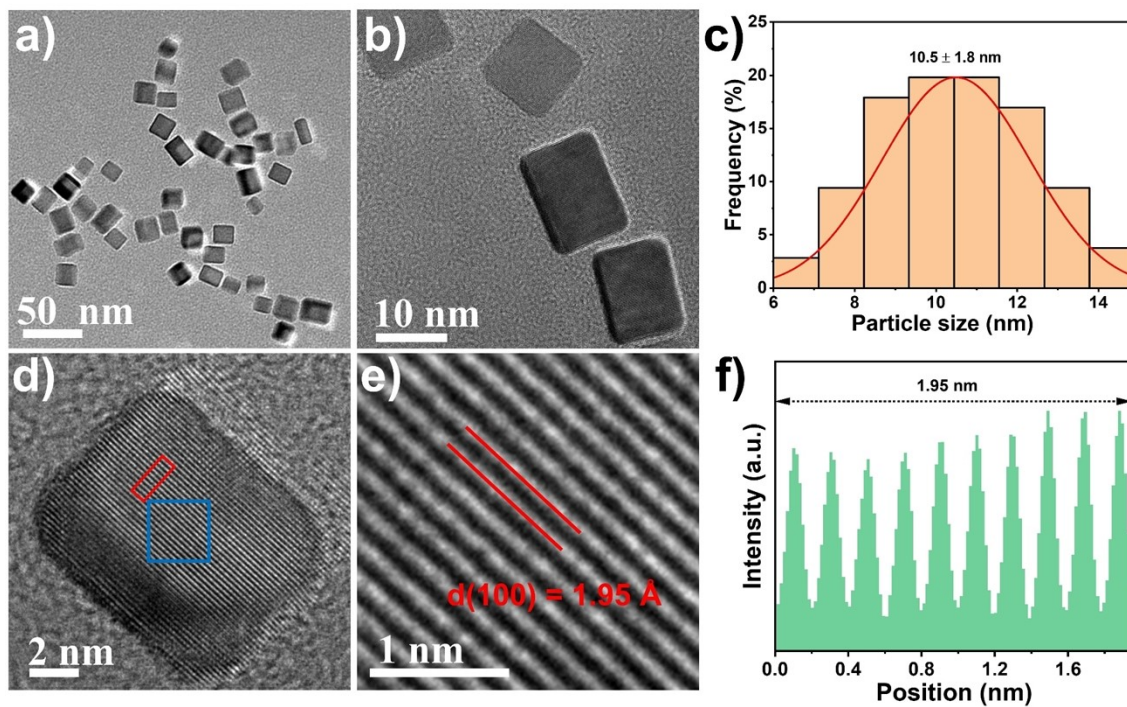 a)
50 nm
b)
10 nm
c)
10.5 ± 1.8 nm
Frequency (%)
25
20
15
10
5
0
6 8 10 12 14
Particle size (nm)
d)
2 nm
e)
d(100) = 1.95 Å
1 nm
f)
1.95 nm
Intensity (a.u.)
0.0 0.4 0.8 1.2 1.6
Position (nm)